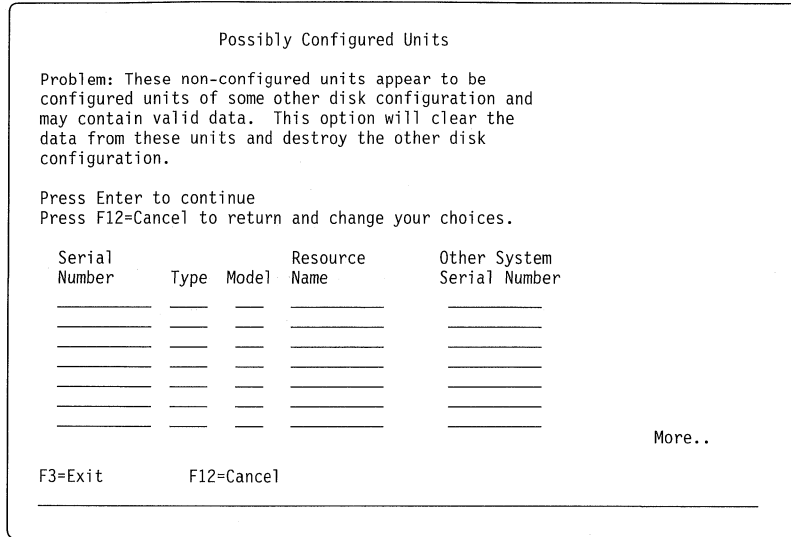 Possibly Configured Units
Problem: These non-configured units appear to be
configured units of some other disk configuration and
may contain valid data. This option will clear the
data from these units and destroy the other disk
configuration.
Press Enter to continue
Press F12=Cancel to return and change your choices.
Serial Resource Other System
Number Type Model Name Serial Number
More..
F3=Exit F12=Cancel